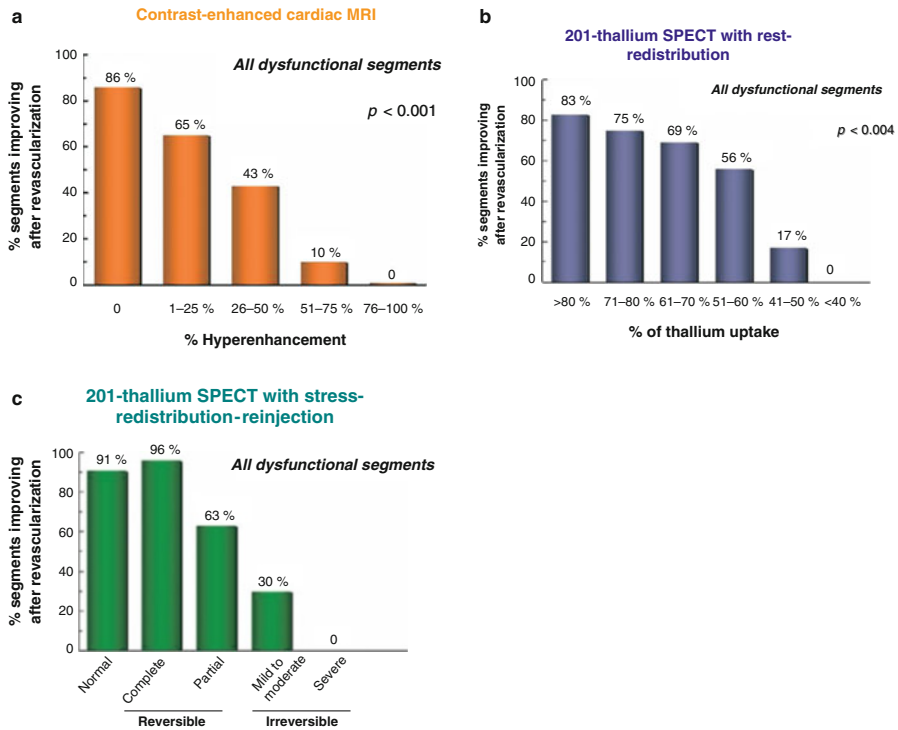 a
Contrast-enhanced cardiac MRI
% segments improving
after revascularization
100
80
60
40
20
0
All dysfunctional segments
p < 0.001
86 %
65 %
43 %
10 %
0
0
1–25 %
26–50 %
51–75 %
76–100 %
% Hyperenhancement
b
201-thallium SPECT with rest-
redistribution
% segments improving
after revascularization
100
80
60
40
20
0
All dysfunctional segments
p < 0.004
83 %
75 %
69 %
56 %
17 %
0
>80 %
71–80 %
61–70 %
51–60 %
41–50 %
<40 %
% of thallium uptake
c
201-thallium SPECT with stress-
redistribution-reinjection
% segments improving
after revascularization
100
80
60
40
20
0
All dysfunctional segments
91 %
96 %
63 %
30 %
0
Normal
Complete
Partial
Mild to
moderate
Severe
Reversible
Irreversible